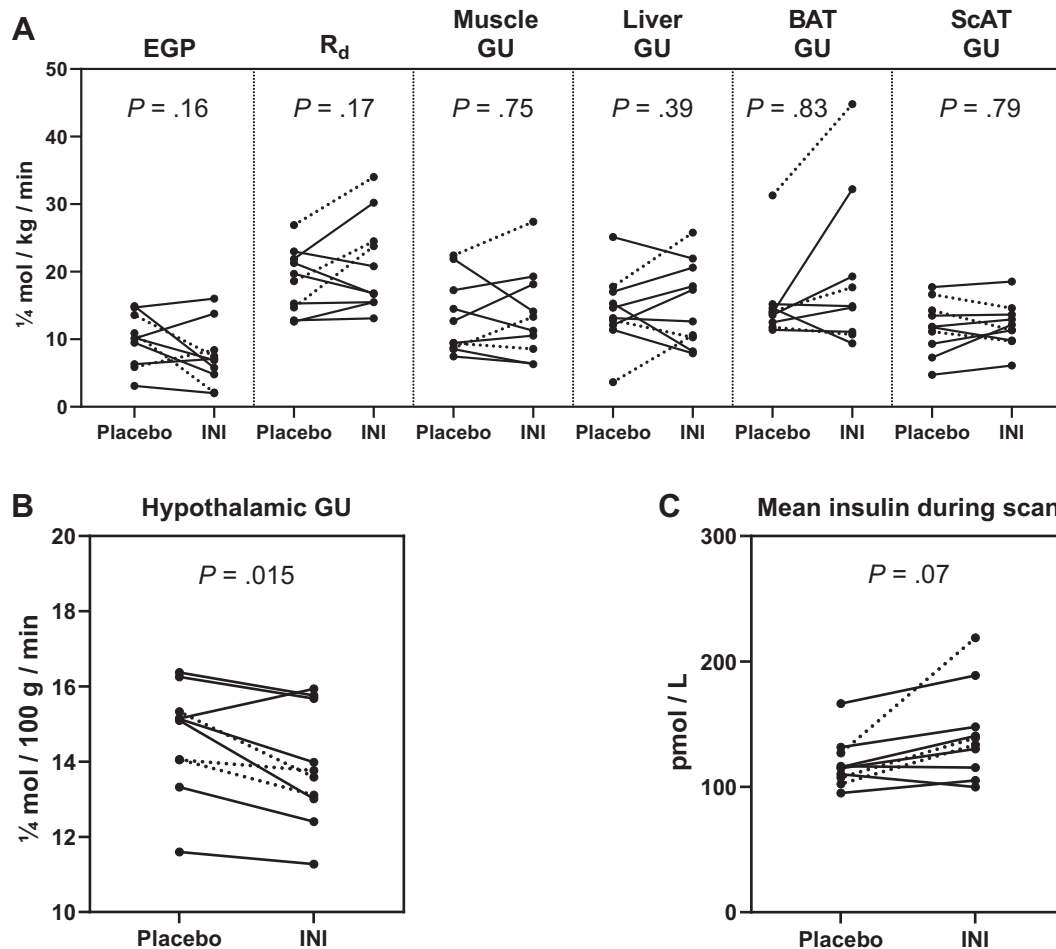 A
EGP
Rd
Muscle GU
Liver GU
BAT GU
ScAT GU
50
40
30
20
10
0
¼ mol / kg / min
P = .16
P = .17
P = .75
P = .39
P = .83
P = .79
Placebo INI Placebo INI Placebo INI Placebo INI Placebo INI Placebo INI
B
Hypothalamic GU
20
18
16
14
12
10
¼ mol / 100 g / min
P = .015
Placebo INI
C
Mean insulin during scan
300
200
100
0
pmol / L
P = .07
Placebo INI